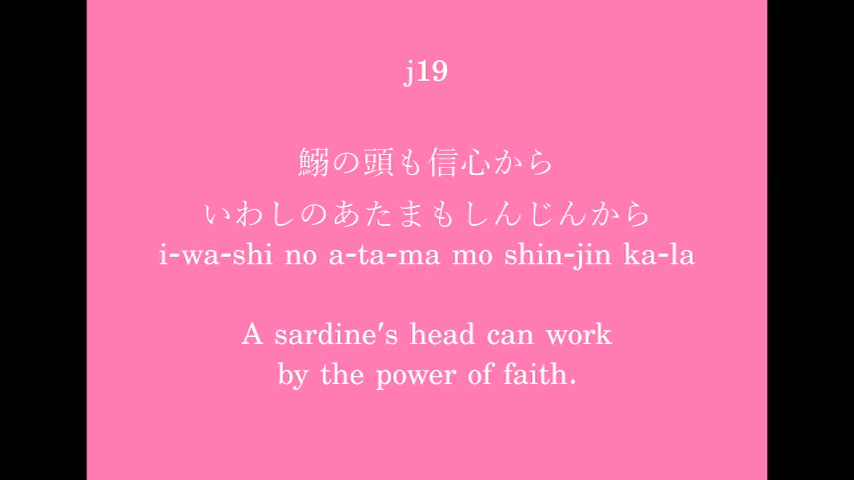 j19
鰯の頭も信心から
いわしのあたまもしんじんから
i-wa-shi no a-ta-ma mo shin-jin ka-la
A sardine's head can work
by the power of faith.